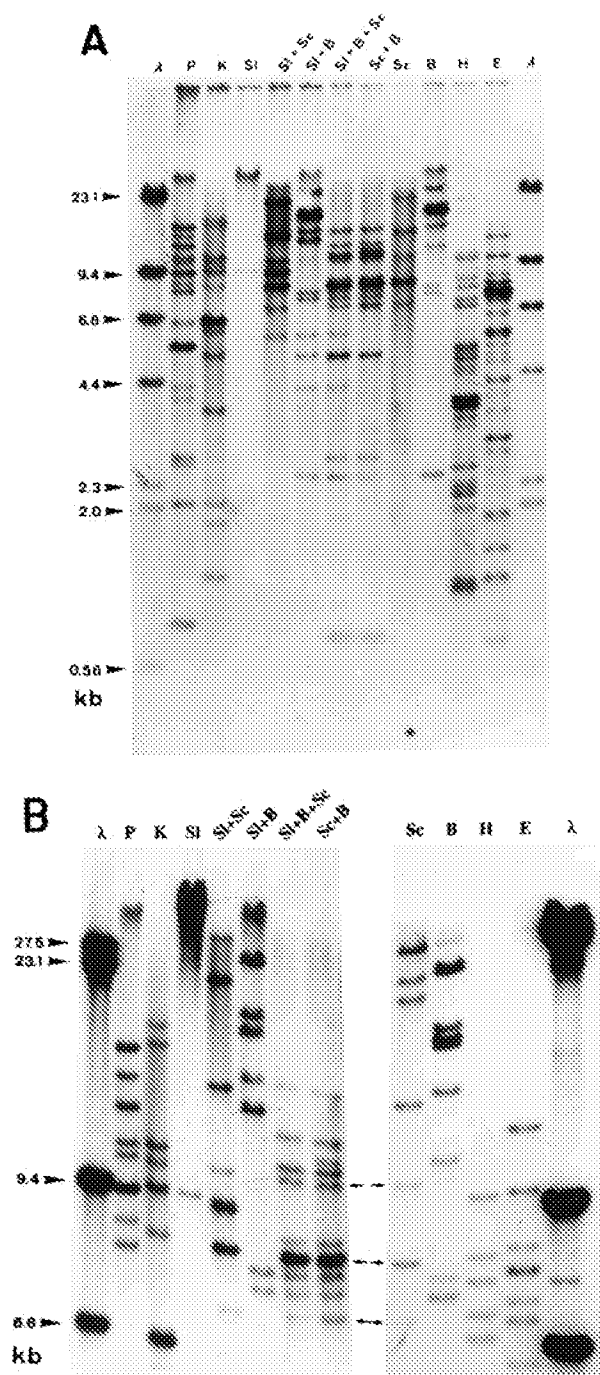 A
λ P K Sl Sl + Sc Sl + B Sl + B + Sc Sc + B Sc B H E λ
23.1
9.4
6.6
4.4
2.3
2.0
0.56
kb
B
λ P K Sl Sl+Sc Sl+B Sl+B+Sc Sc+B Sc B H E λ
27.5
23.1
9.4
6.6
kb